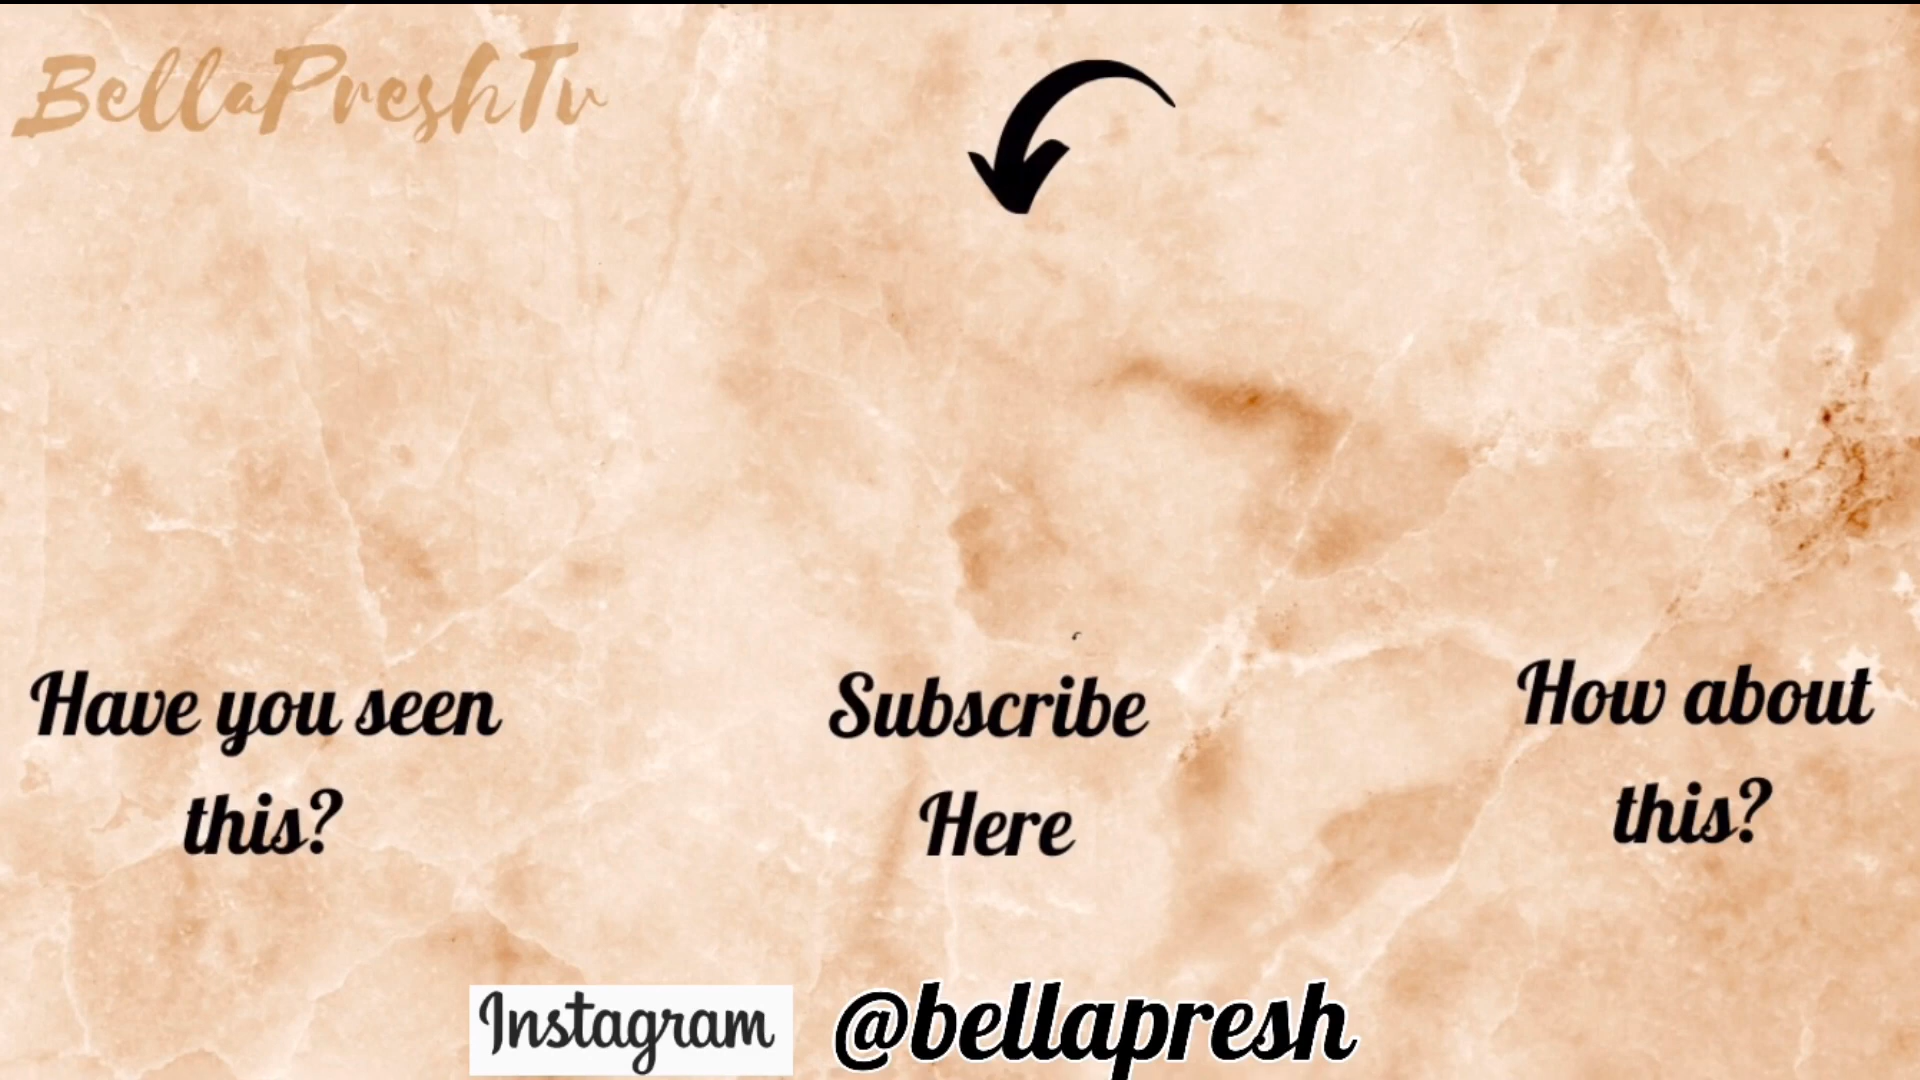 BellaPreshTv
Have you seen
this?
Subscribe
Here
How about
this?
Instagram @bellapresh